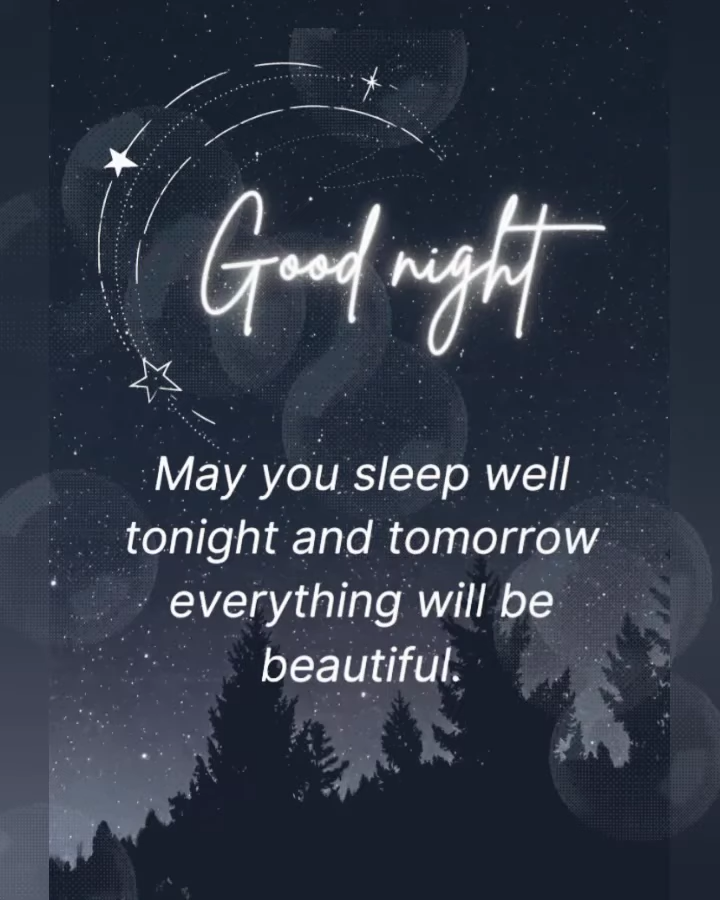 Good night
May you sleep well
tonight and tomorrow
everything will be
beautiful.